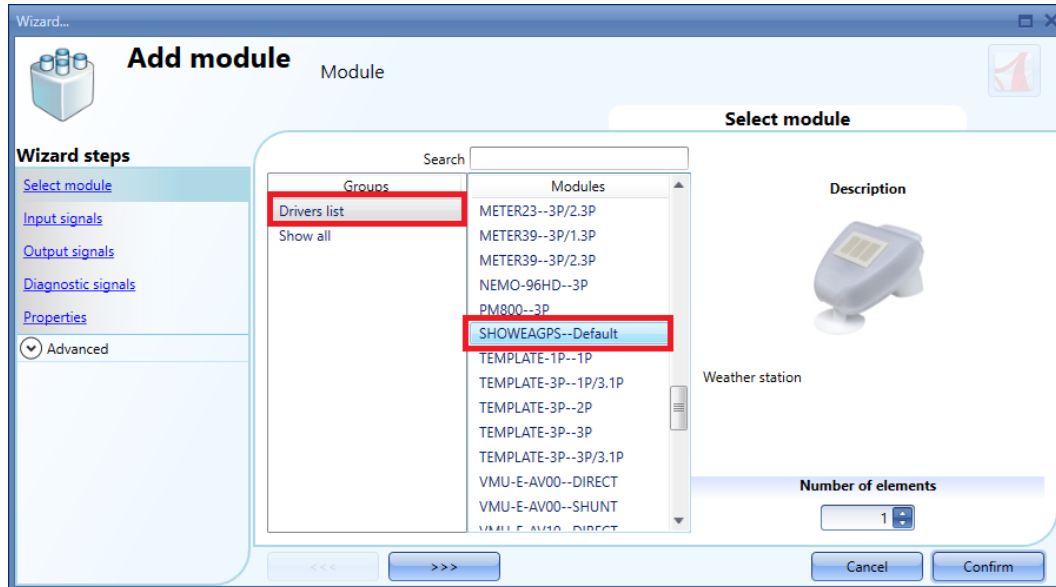 Wizard...
Add module
Module
Select module
Wizard steps
Select module
Input signals
Output signals
Diagnostic signals
Properties
Advanced
Search
Groups
Drivers list
Show all
Modules
METER23--3P/2.3P
METER39--3P/1.3P
METER39--3P/2.3P
NEMO-96HD--3P
PM800--3P
SHOWEAGPS--Default
TEMPLATE-1P--1P
TEMPLATE-3P--1P/3.1P
TEMPLATE-3P--2P
TEMPLATE-3P--3P
TEMPLATE-3P--3P/3.1P
VMU-E-AV00--DIRECT
VMU-E-AV00--SHUNT
VMU-E-AV10--DIRECT
Description
Weather station
Number of elements
1
<<<
>>>
Cancel
Confirm